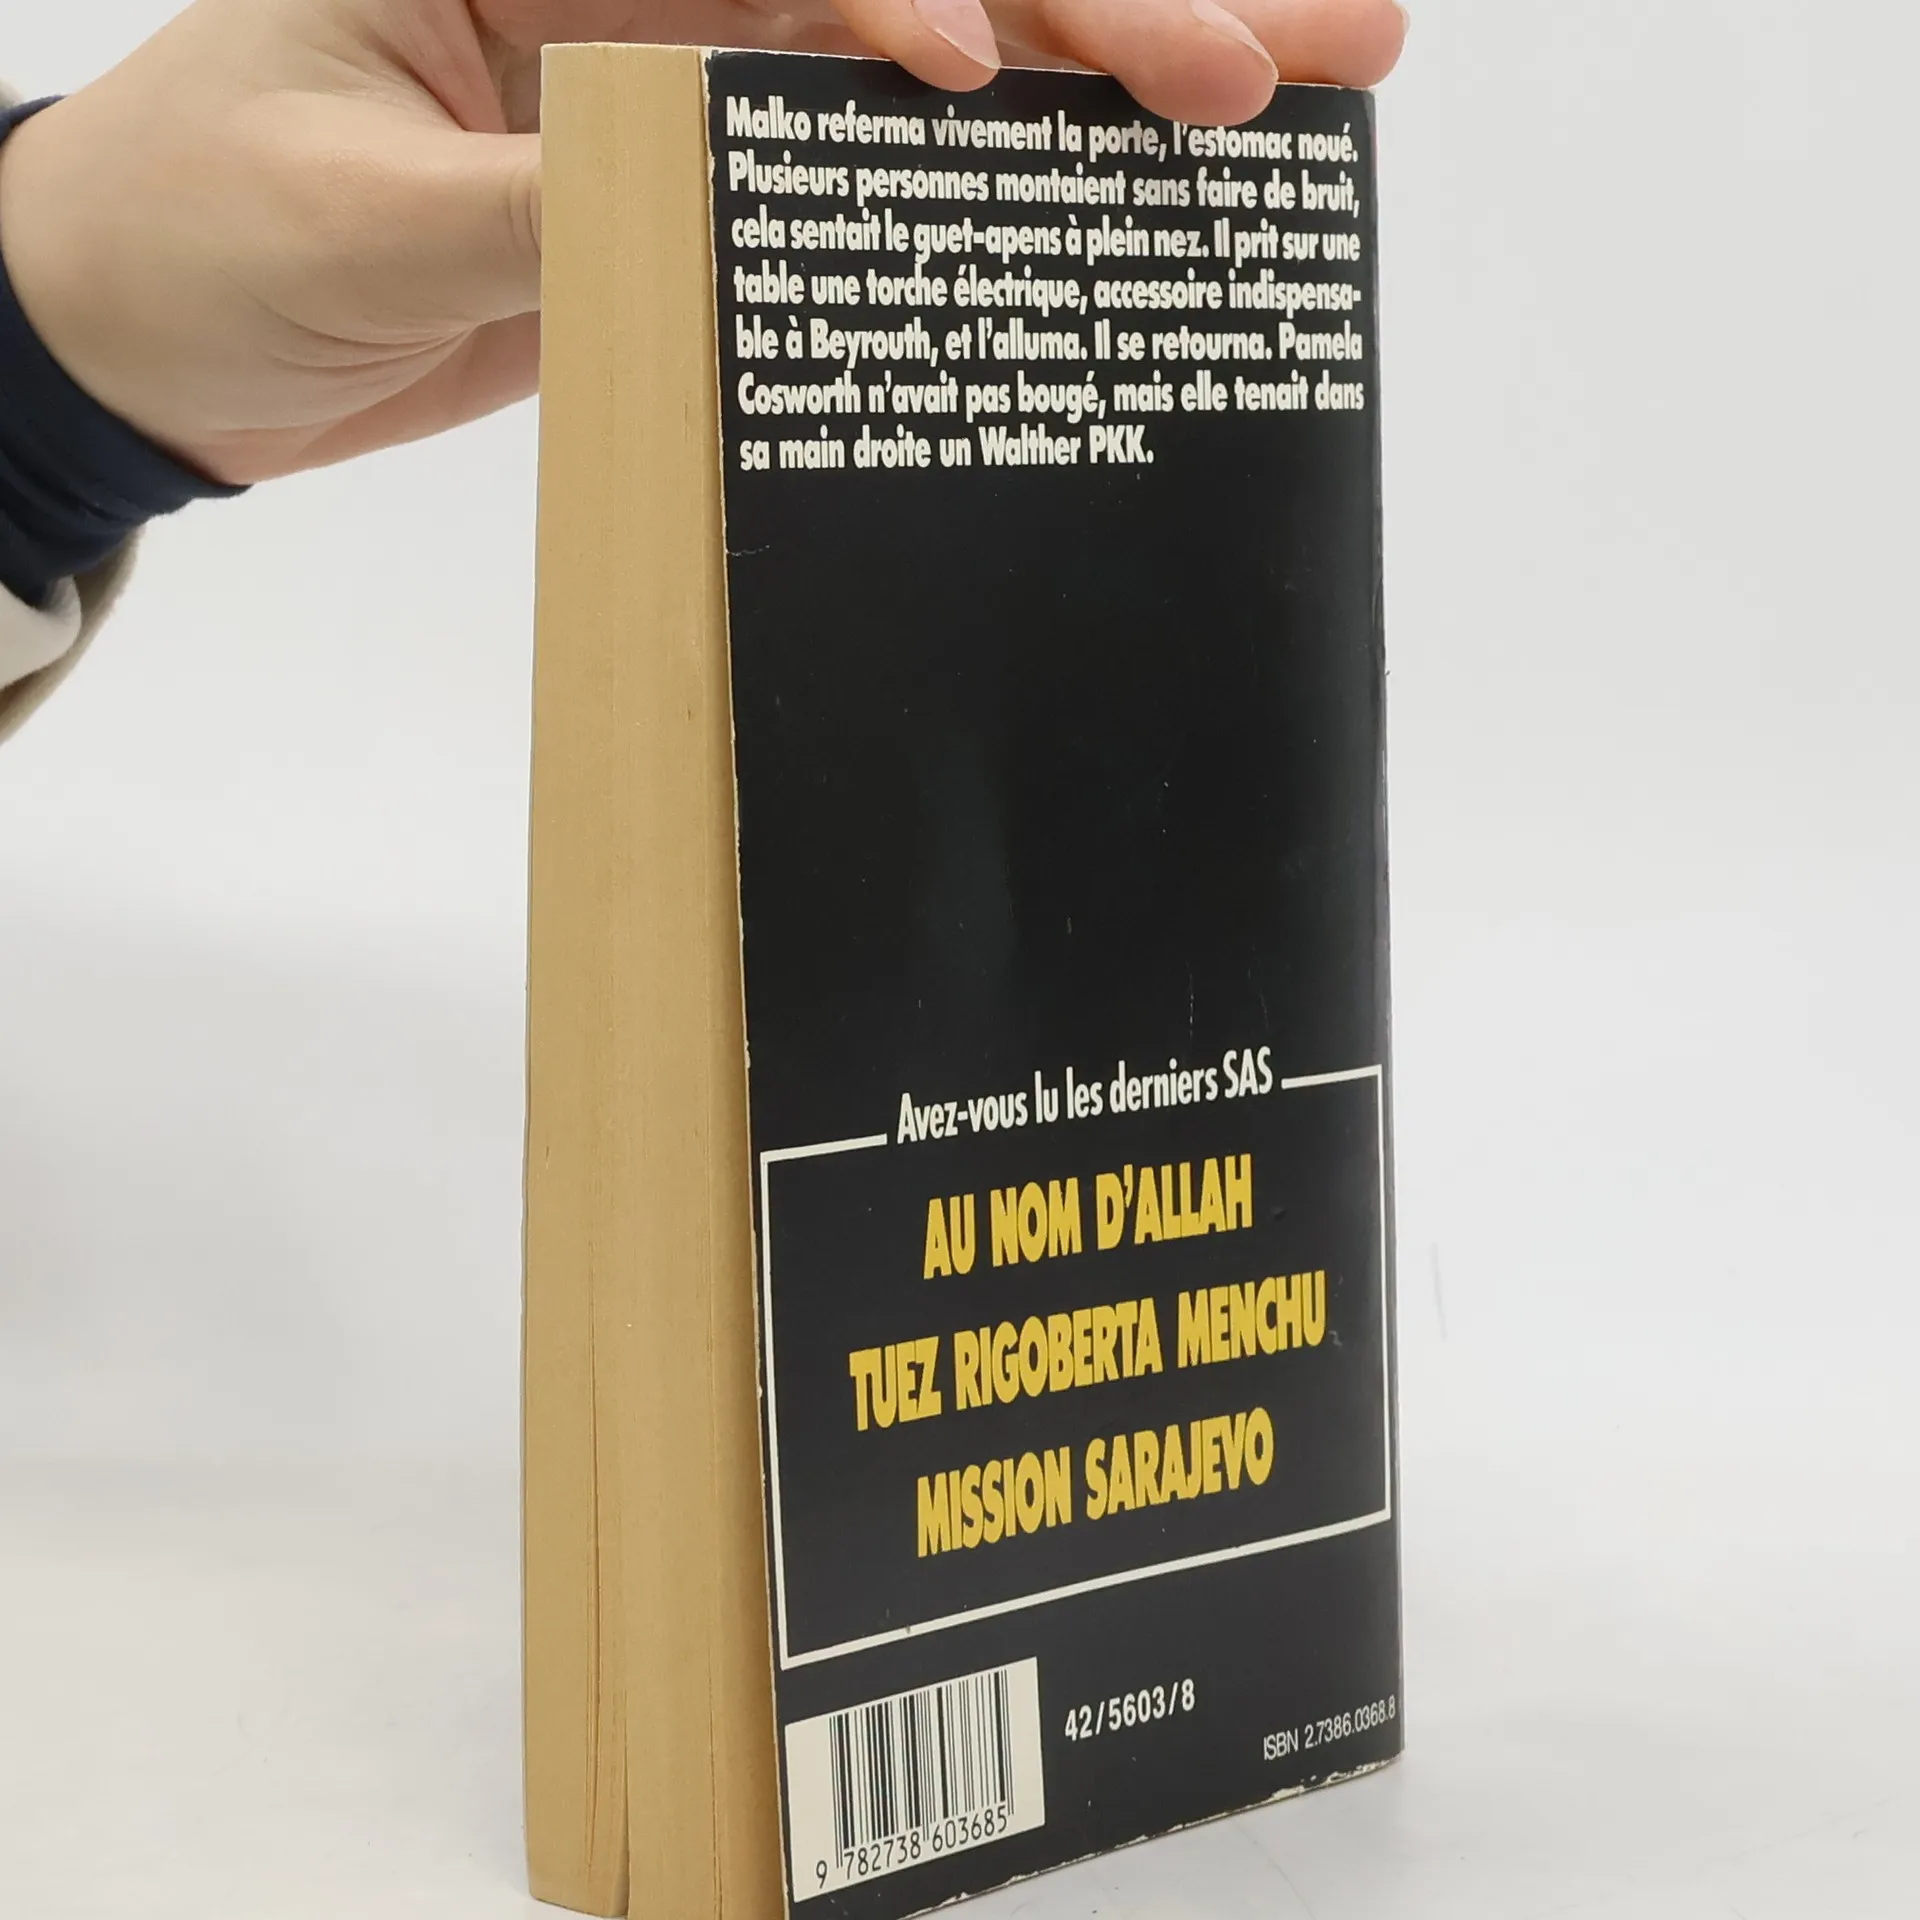 Malko referma vivement la porte, l'estomac noué.
Plusieurs personnes montaient sans faire de bruit,
cela sentait le guet-apens à plein nez. Il prit sur une
table une torche électrique, accessoire indispensa-
ble à Beyrouth, et l'alluma. Il se retourna. Pamela
Cosworth n'avait pas bougé, mais elle tenait dans
sa main droite un Walther PKK.
Avez-vous lu les derniers SAS
AU NOM D'ALLAH
TUEZ RIGOBERTA MENCHU
MISSION SARAJEVO
42/5603/8
ISBN 2.7386.0368.8
9 782738 603685